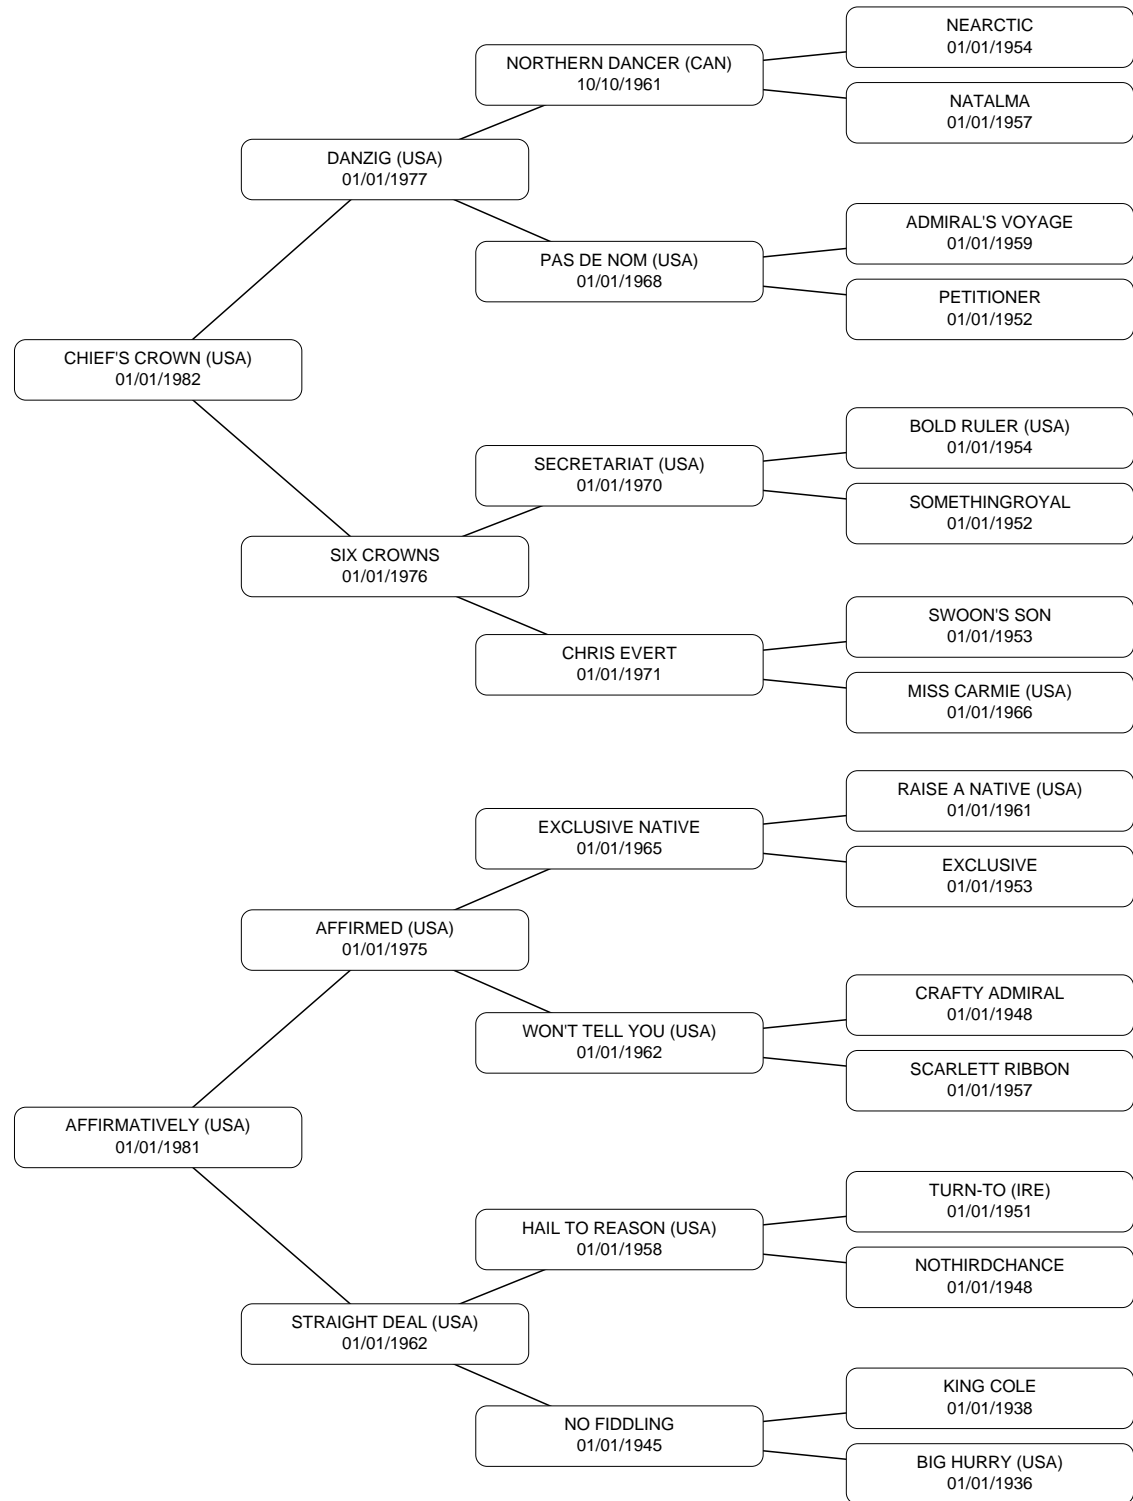 NEARCTIC
01/01/1954
NORTHERN DANCER (CAN)
10/10/1961
NATALMA
01/01/1957
DANZIG (USA)
01/01/1977
ADMIRAL'S VOYAGE
01/01/1959
PAS DE NOM (USA)
01/01/1968
PETITIONER
01/01/1952
CHIEF'S CROWN (USA)
01/01/1982
BOLD RULER (USA)
01/01/1954
SECRETARIAT (USA)
01/01/1970
SOMETHINGROYAL
01/01/1952
SIX CROWNS
01/01/1976
SWOON'S SON
01/01/1953
CHRIS EVERT
01/01/1971
MISS CARMIE (USA)
01/01/1966
RAISE A NATIVE (USA)
01/01/1961
EXCLUSIVE NATIVE
01/01/1965
EXCLUSIVE
01/01/1953
AFFIRMED (USA)
01/01/1975
CRAFTY ADMIRAL
01/01/1948
WON'T TELL YOU (USA)
01/01/1962
SCARLETT RIBBON
01/01/1957
AFFIRMATIVELY (USA)
01/01/1981
TURN-TO (IRE)
01/01/1951
HAIL TO REASON (USA)
01/01/1958
NOTHIRDCHANCE
01/01/1948
STRAIGHT DEAL (USA)
01/01/1962
KING COLE
01/01/1938
NO FIDDLING
01/01/1945
BIG HURRY (USA)
01/01/1936